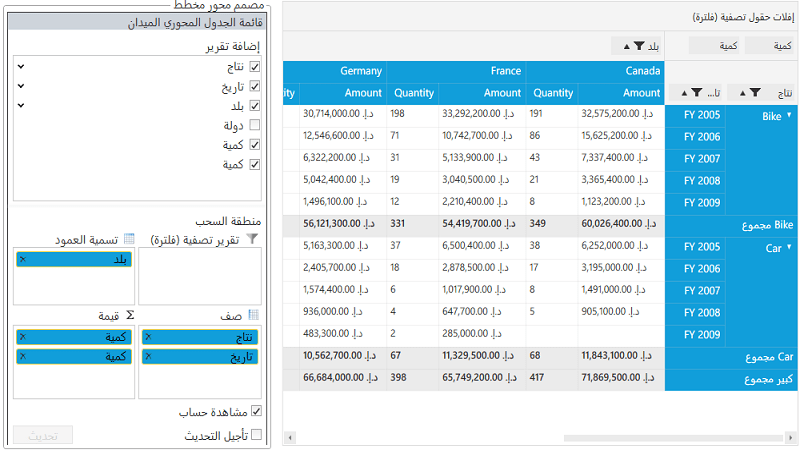 مصمم محور مخطط
قائمة الجدول المحوري الميدان
إضافة تقرير
نتاج
تاريخ
بلد
دولة
كمية
كمية
منطقة السحب
تقرير تصفية (فلترة)
تسمية العمود
بلد
صف
Σ قيمة
نتاج
كمية
تاريخ
كمية
مشاهدة حساب
تأجيل التحديث
تحديث
إفلات حقول تصفية (فلترة)
كمية
كمية
بلد
نتاج
تا...
Canada
France
Germany
Amount Quantity Amount Quantity Amount ity
Bike FY 2005 د.إ. 32,575,200.00 191 د.إ. 33,292,200.00 198 د.إ. 30,714,000.00
FY 2006 د.إ. 15,625,200.00 86 د.إ. 10,742,700.00 71 د.إ. 12,546,600.00
FY 2007 د.إ. 7,337,400.00 43 د.إ. 5,133,900.00 31 د.إ. 6,322,200.00
FY 2008 د.إ. 3,365,400.00 21 د.إ. 3,040,500.00 19 د.إ. 5,042,400.00
FY 2009 د.إ. 1,123,200.00 8 د.إ. 2,210,400.00 12 د.إ. 1,496,100.00
Bike مجموع د.إ. 60,026,400.00 349 د.إ. 54,419,700.00 331 د.إ. 56,121,300.00
Car FY 2005 د.إ. 6,252,000.00 38 د.إ. 6,500,400.00 37 د.إ. 5,163,300.00
FY 2006 د.إ. 3,195,000.00 17 د.إ. 2,878,500.00 18 د.إ. 2,405,700.00
FY 2007 د.إ. 1,491,000.00 8 د.إ. 1,017,900.00 6 د.إ. 1,574,400.00
FY 2008 د.إ. 905,100.00 5 د.إ. 647,700.00 4 د.إ. 936,000.00
FY 2009 د.إ. 285,000.00 2 د.إ. 483,300.00
Car مجموع د.إ. 11,843,100.00 68 د.إ. 11,329,500.00 67 د.إ. 10,562,700.00
كبير مجموع د.إ. 71,869,500.00 417 د.إ. 65,749,200.00 398 د.إ. 66,684,000.00